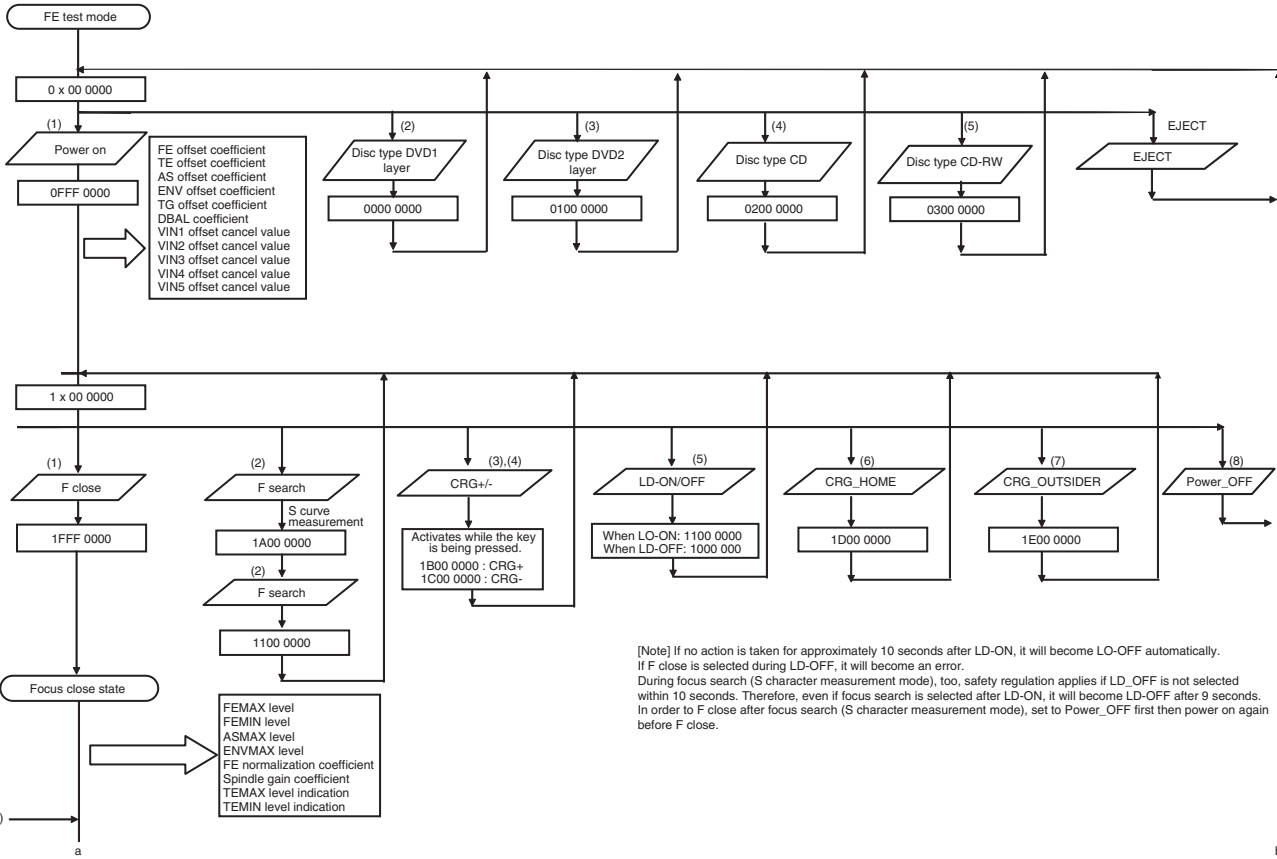 FE test mode
0 x 00 0000
(1)
Power on
0FFF 0000
FE offset coefficient
TE offset coefficient
AS offset coefficient
ENV offset coefficient
TG offset coefficient
DBAL coefficient
VIN1 offset cancel value
VIN2 offset cancel value
VIN3 offset cancel value
VIN4 offset cancel value
VIN5 offset cancel value
(2)
Disc type DVD1
layer
0000 0000
(3)
Disc type DVD2
layer
0100 0000
(4)
Disc type CD
0200 0000
(5)
Disc type CD-RW
0300 0000
EJECT
EJECT
1 x 00 0000
(1)
F close
1FFF 0000
Focus close state
(2)
F search
S curve
measurement
1A00 0000
(2)
F search
1100 0000
(3),(4)
CRG+/-
Activates while the key
is being pressed.
1B00 0000 : CRG+
1C00 0000 : CRG-
(5)
LD-ON/OFF
When LO-ON: 1100 0000
When LD-OFF: 1000 000
(6)
CRG_HOME
1D00 0000
(7)
CRG_OUTSIDER
1E00 0000
(8)
Power_OFF
FEMAX level
FEMIN level
ASMAX level
ENVMAX level
FE normalization coefficient
Spindle gain coefficient
TEMAX level indication
TEMIN level indication
[Note] If no action is taken for approximately 10 seconds after LD-ON, it will become LO-OFF automatically.
If F close is selected during LD-OFF, it will become an error.
During focus search (S character measurement mode), too, safety regulation applies if LD_OFF is not selected
within 10 seconds. Therefore, even if focus search is selected after LD-ON, it will become LD-OFF after 9 seconds.
In order to F close after focus search (S character measurement mode), set to Power_OFF first then power on again
before F close.
)
a